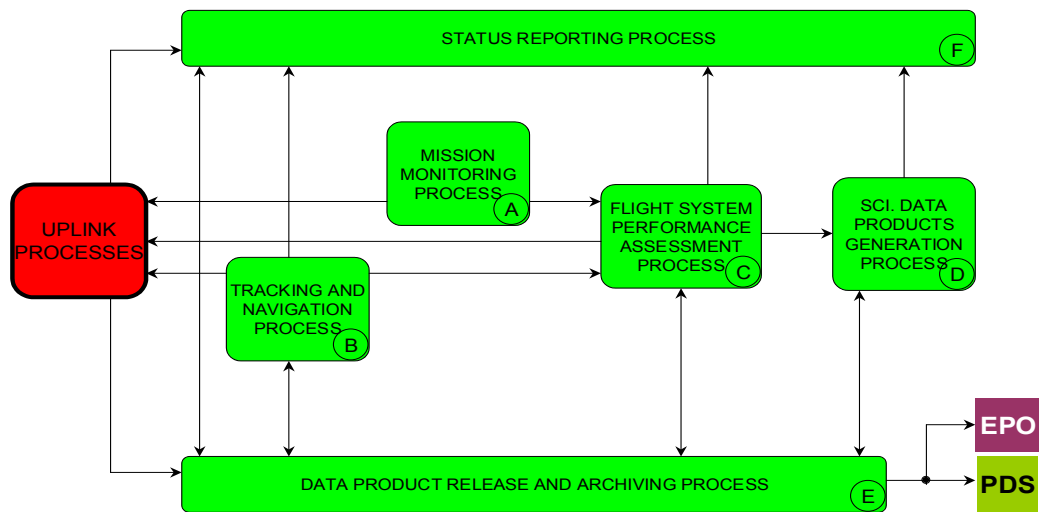 STATUS REPORTING PROCESS
F
MISSION
MONITORING
PROCESS
A
UPLINK
PROCESSES
FLIGHT SYSTEM
PERFORMANCE
ASSESSMENT
PROCESS
C
SCI. DATA
PRODUCTS
GENERATION
PROCESS
D
TRACKING AND
NAVIGATION
PROCESS
B
EPO
DATA PRODUCT RELEASE AND ARCHIVING PROCESS
E
PDS